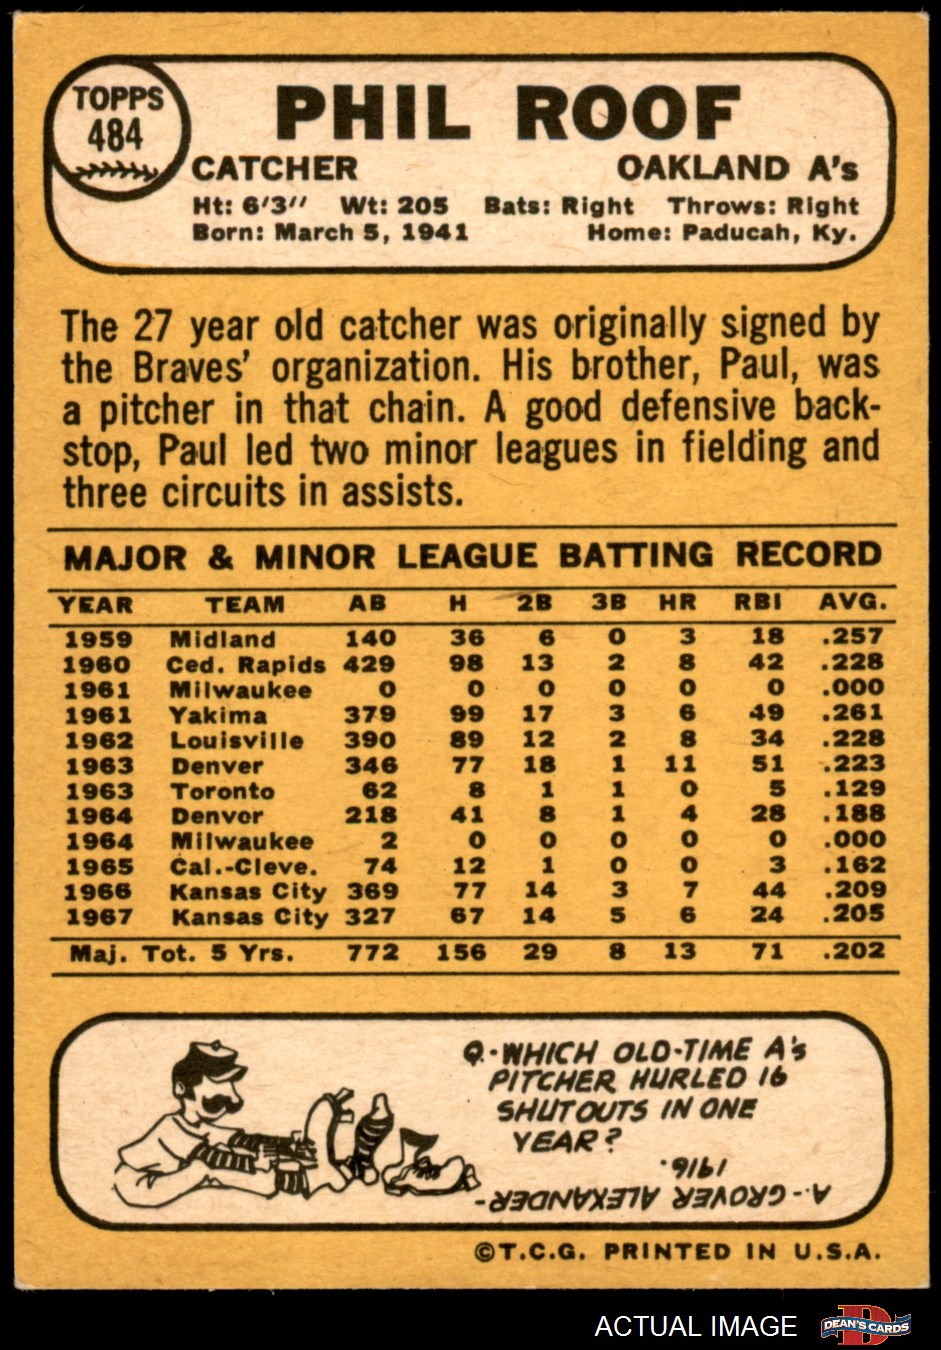 TOPPS
484
PHIL ROOF
CATCHER OAKLAND A's
Ht: 6'3" Wt: 205 Bats: Right Throws: Right
Born: March 5, 1941 Home: Paducah, Ky.
The 27 year old catcher was originally signed by
the Braves' organization. His brother, Paul, was
a pitcher in that chain. A good defensive back-
stop, Paul led two minor leagues in fielding and
three circuits in assists.
MAJOR & MINOR LEAGUE BATTING RECORD
YEAR TEAM AB H 2B 3B HR RBI AVG.
1959 Midland 140 36 6 0 3 18 .257
1960 Ced. Rapids 429 98 13 2 8 42 .228
1961 Milwaukee 0 0 0 0 0 0 .000
1961 Yakima 379 99 17 3 6 49 .261
1962 Louisville 390 89 12 2 8 34 .228
1963 Denver 346 77 18 1 11 51 .223
1963 Toronto 62 8 1 1 0 5 .129
1964 Denver 218 41 8 1 4 28 .188
1964 Milwaukee 2 0 0 0 0 0 .000
1965 Cal.-Cleve. 74 12 1 0 0 3 .162
1966 Kansas City 369 77 14 3 7 44 .209
1967 Kansas City 327 67 14 5 6 24 .205
Maj. Tot. 5 Yrs. 772 156 29 8 13 71 .202
Q.-WHICH OLD-TIME A's
PITCHER HURLED 16
SHUTOUTS IN ONE
YEAR?
A.-GROVER ALEXANDER-
1916.
©T.C.G. PRINTED IN U.S.A.
ACTUAL IMAGE
D
DEAN'S CARDS